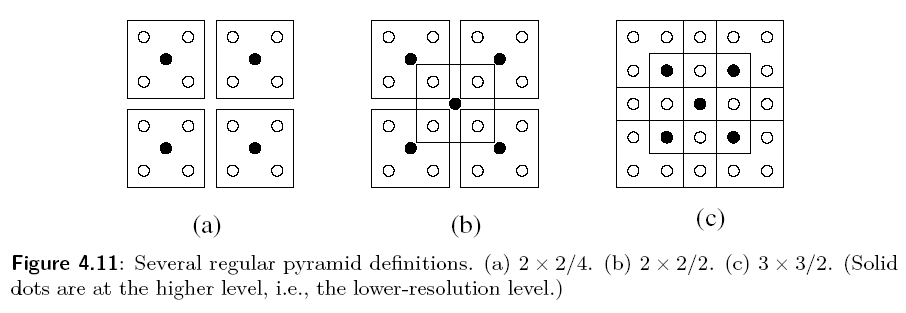 (a) (b) (c)
Figure 4.11: Several regular pyramid definitions. (a) 2 × 2/4. (b) 2 × 2/2. (c) 3 × 3/2. (Solid
dots are at the higher level, i.e., the lower-resolution level.)